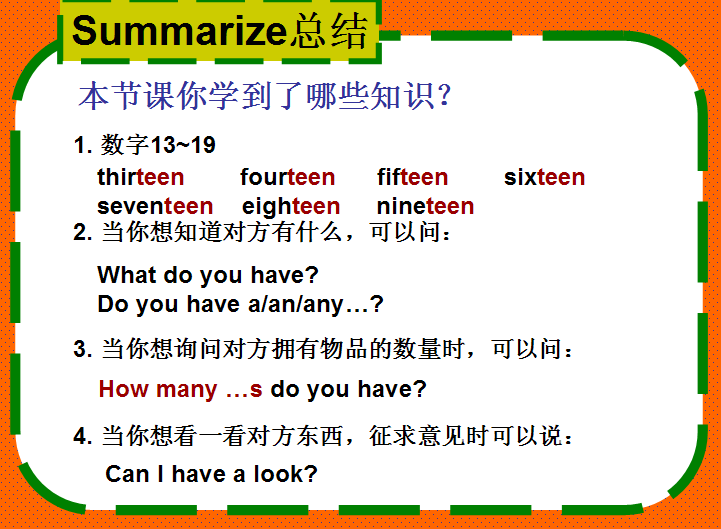 Summarize总结
本节课你学到了哪些知识？
1. 数字13~19
thirteen fourteen fifteen sixteen
seventeen eighteen nineteen
2. 当你想知道对方有什么，可以问：
What do you have?
Do you have a/an/any…?
3. 当你想询问对方拥有物品的数量时，可以问：
How many …s do you have?
4. 当你想看一看对方东西，征求意见时可以说：
Can I have a look?